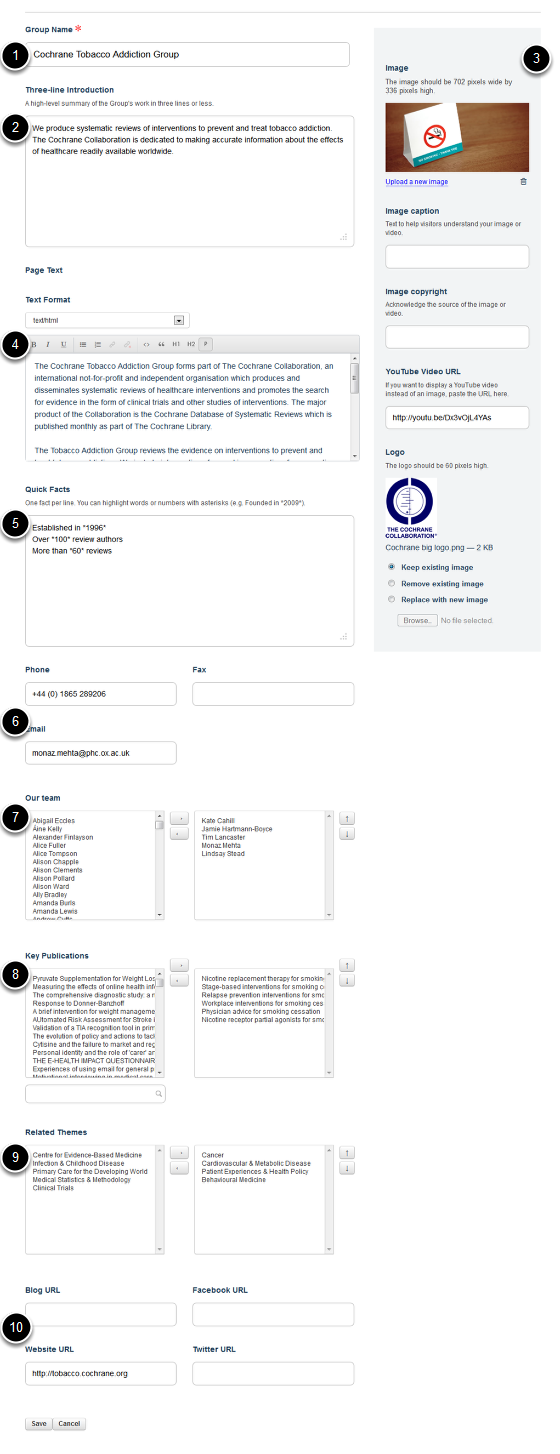 Group Name *
1
Cochrane Tobacco Addiction Group
Three-line Introduction
A high-level summary of the Group's work in three lines or less.
2
We produce systematic reviews of interventions to prevent and treat tobacco addiction.
The Cochrane Collaboration is dedicated to making accurate information about the effects
of healthcare readily available worldwide.
Page Text
Text Format
text/html
4
B I U H1 H2 P
The Cochrane Tobacco Addiction Group forms part of The Cochrane Collaboration, an
international not-for-profit and independent organisation which produces and
disseminates systematic reviews of healthcare interventions and promotes the search
for evidence in the form of clinical trials and other studies of interventions. The major
product of the Collaboration is the Cochrane Database of Systematic Reviews which is
published monthly as part of The Cochrane Library.
The Tobacco Addiction Group reviews the evidence on interventions to prevent and
Quick Facts
One fact per line. You can highlight words or numbers with asterisks (e.g. Founded in *2009*).
5
Established in *1996*
Over *100* review authors
More than *60* reviews
Phone
Fax
+44 (0) 1865 289206
6
Email
monaz.mehta@phc.ox.ac.uk
Our team
7
Abigail Eccles
Áine Kelly
Alexander Finlayson
Alice Fuller
Alice Tompson
Alison Chapple
Alison Clements
Alison Pollard
Alison Ward
Ally Bradley
Amanda Burls
Amanda Lewis
Kate Cahill
Jamie Hartmann-Boyce
Tim Lancaster
Monaz Mehta
Lindsay Stead
Key Publications
8
Pyruvate Supplementation for Weight Los
Measuring the effects of online health inf
The comprehensive diagnostic study: a n
Response to Donner-Banzhoff
A brief intervention for weight manageme
AUtomated Risk Assessment for Stroke i
Validation of a TIA recognition tool in prim
The evolution of policy and actions to tacl
Cytisine and the failure to market and reg
Personal identity and the role of 'carer' ar
THE E-HEALTH IMPACT QUESTIONNAIR
Experiences of using email for general p
Nicotine replacement therapy for smokin
Stage-based interventions for smoking c
Relapse prevention interventions for smo
Workplace interventions for smoking ces
Physician advice for smoking cessation
Nicotine receptor partial agonists for smo
Related Themes
9
Centre for Evidence-Based Medicine
Infection & Childhood Disease
Primary Care for the Developing World
Medical Statistics & Methodology
Clinical Trials
Cancer
Cardiovascular & Metabolic Disease
Patient Experiences & Health Policy
Behavioural Medicine
Blog URL
Facebook URL
10
Website URL
Twitter URL
http://tobacco.cochrane.org
Save
Cancel
3
Image
The image should be 702 pixels wide by
336 pixels high.
Upload a new image
Image caption
Text to help visitors understand your image or
video.
Image copyright
Acknowledge the source of the image or
video.
YouTube Video URL
If you want to display a YouTube video
instead of an image, paste the URL here.
http://youtu.be/Dx3vOjL4YAs
Logo
The logo should be 60 pixels high.
THE COCHRANE
COLLABORATION®
Cochrane big logo.png — 2 KB
Keep existing image
Remove existing image
Replace with new image
Browse.. No file selected.